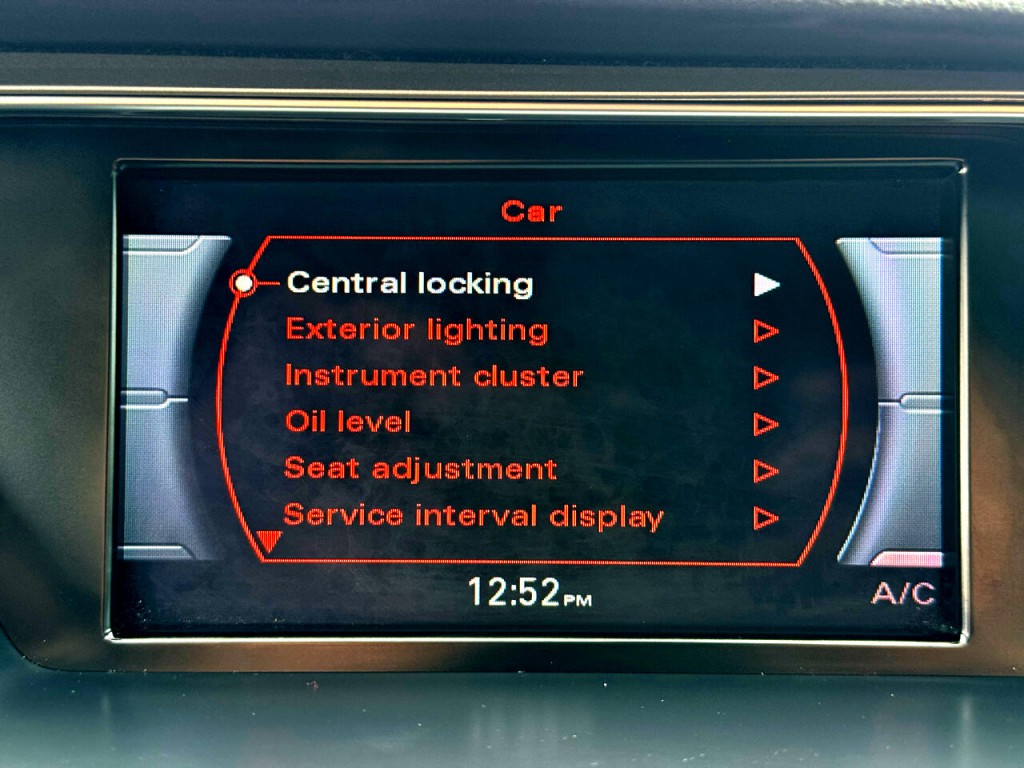 Car
Central locking
Exterior lighting
Instrument cluster
Oil level
Seat adjustment
Service interval display
12:52PM
A/C